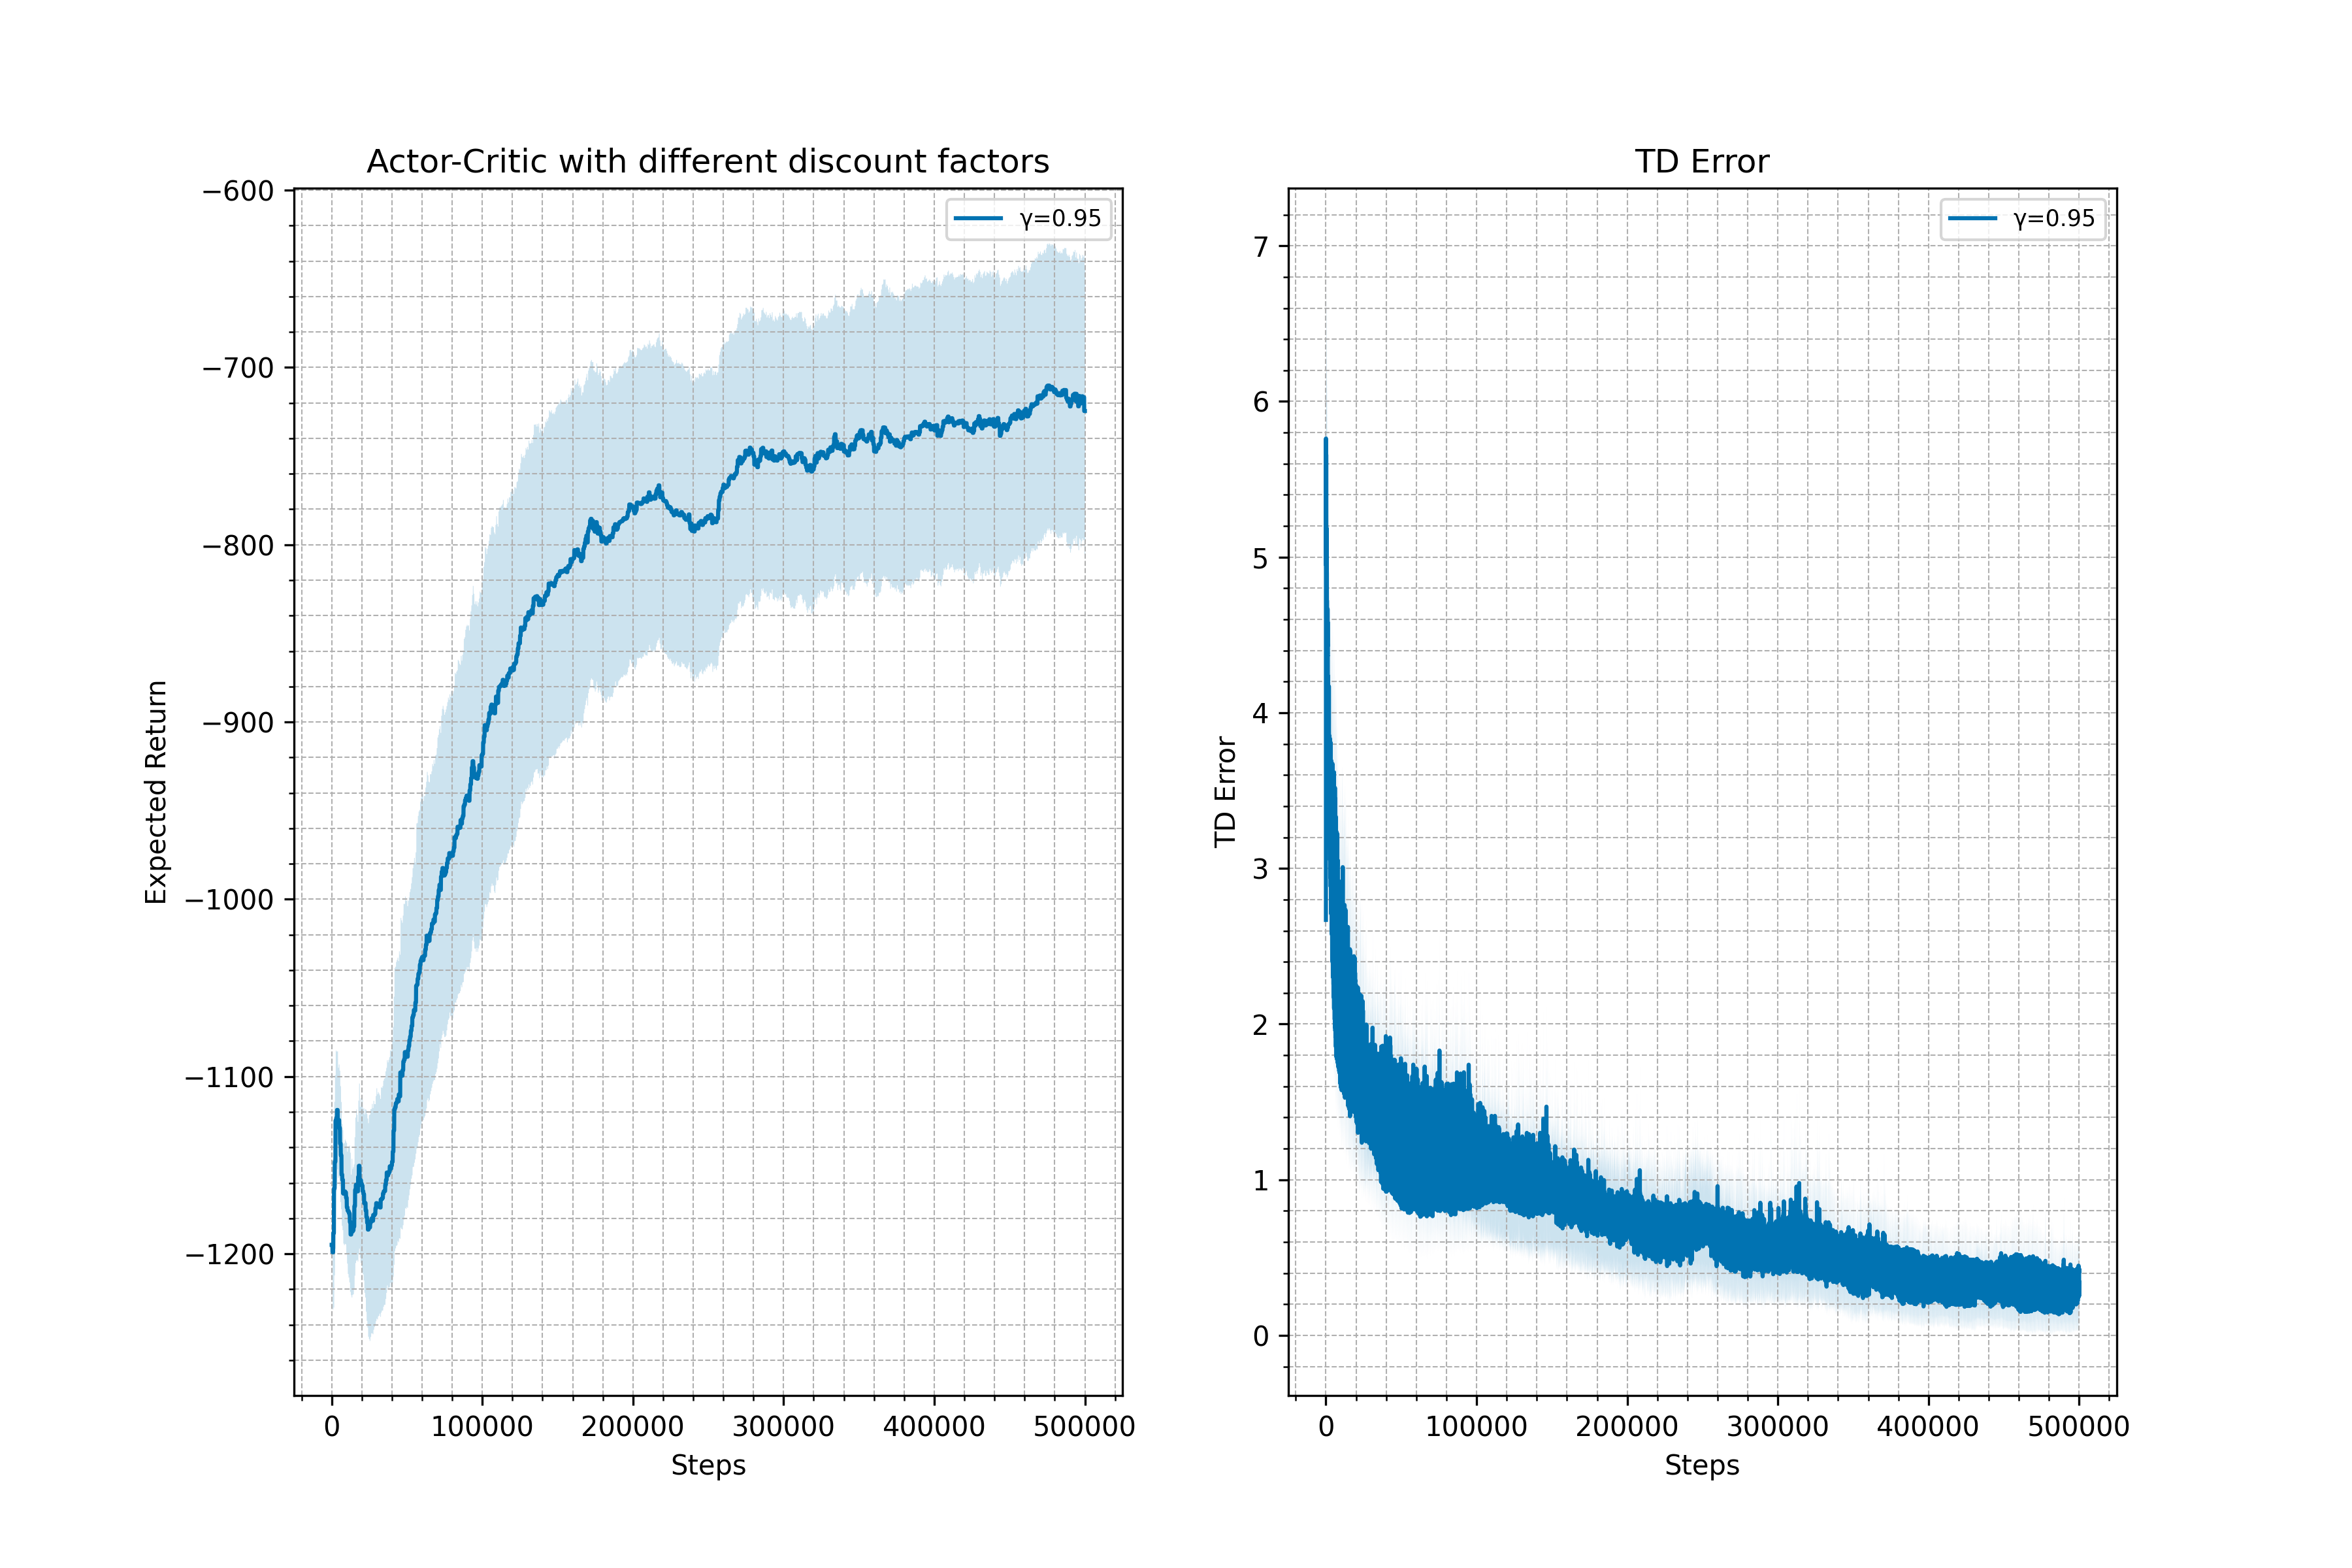 Actor-Critic with different discount factors
γ=0.95
Expected Return
−600
−700
−800
−900
−1000
−1100
−1200
0 100000 200000 300000 400000 500000
Steps
TD Error
γ=0.95
TD Error
7
6
5
4
3
2
1
0
0 100000 200000 300000 400000 500000
Steps